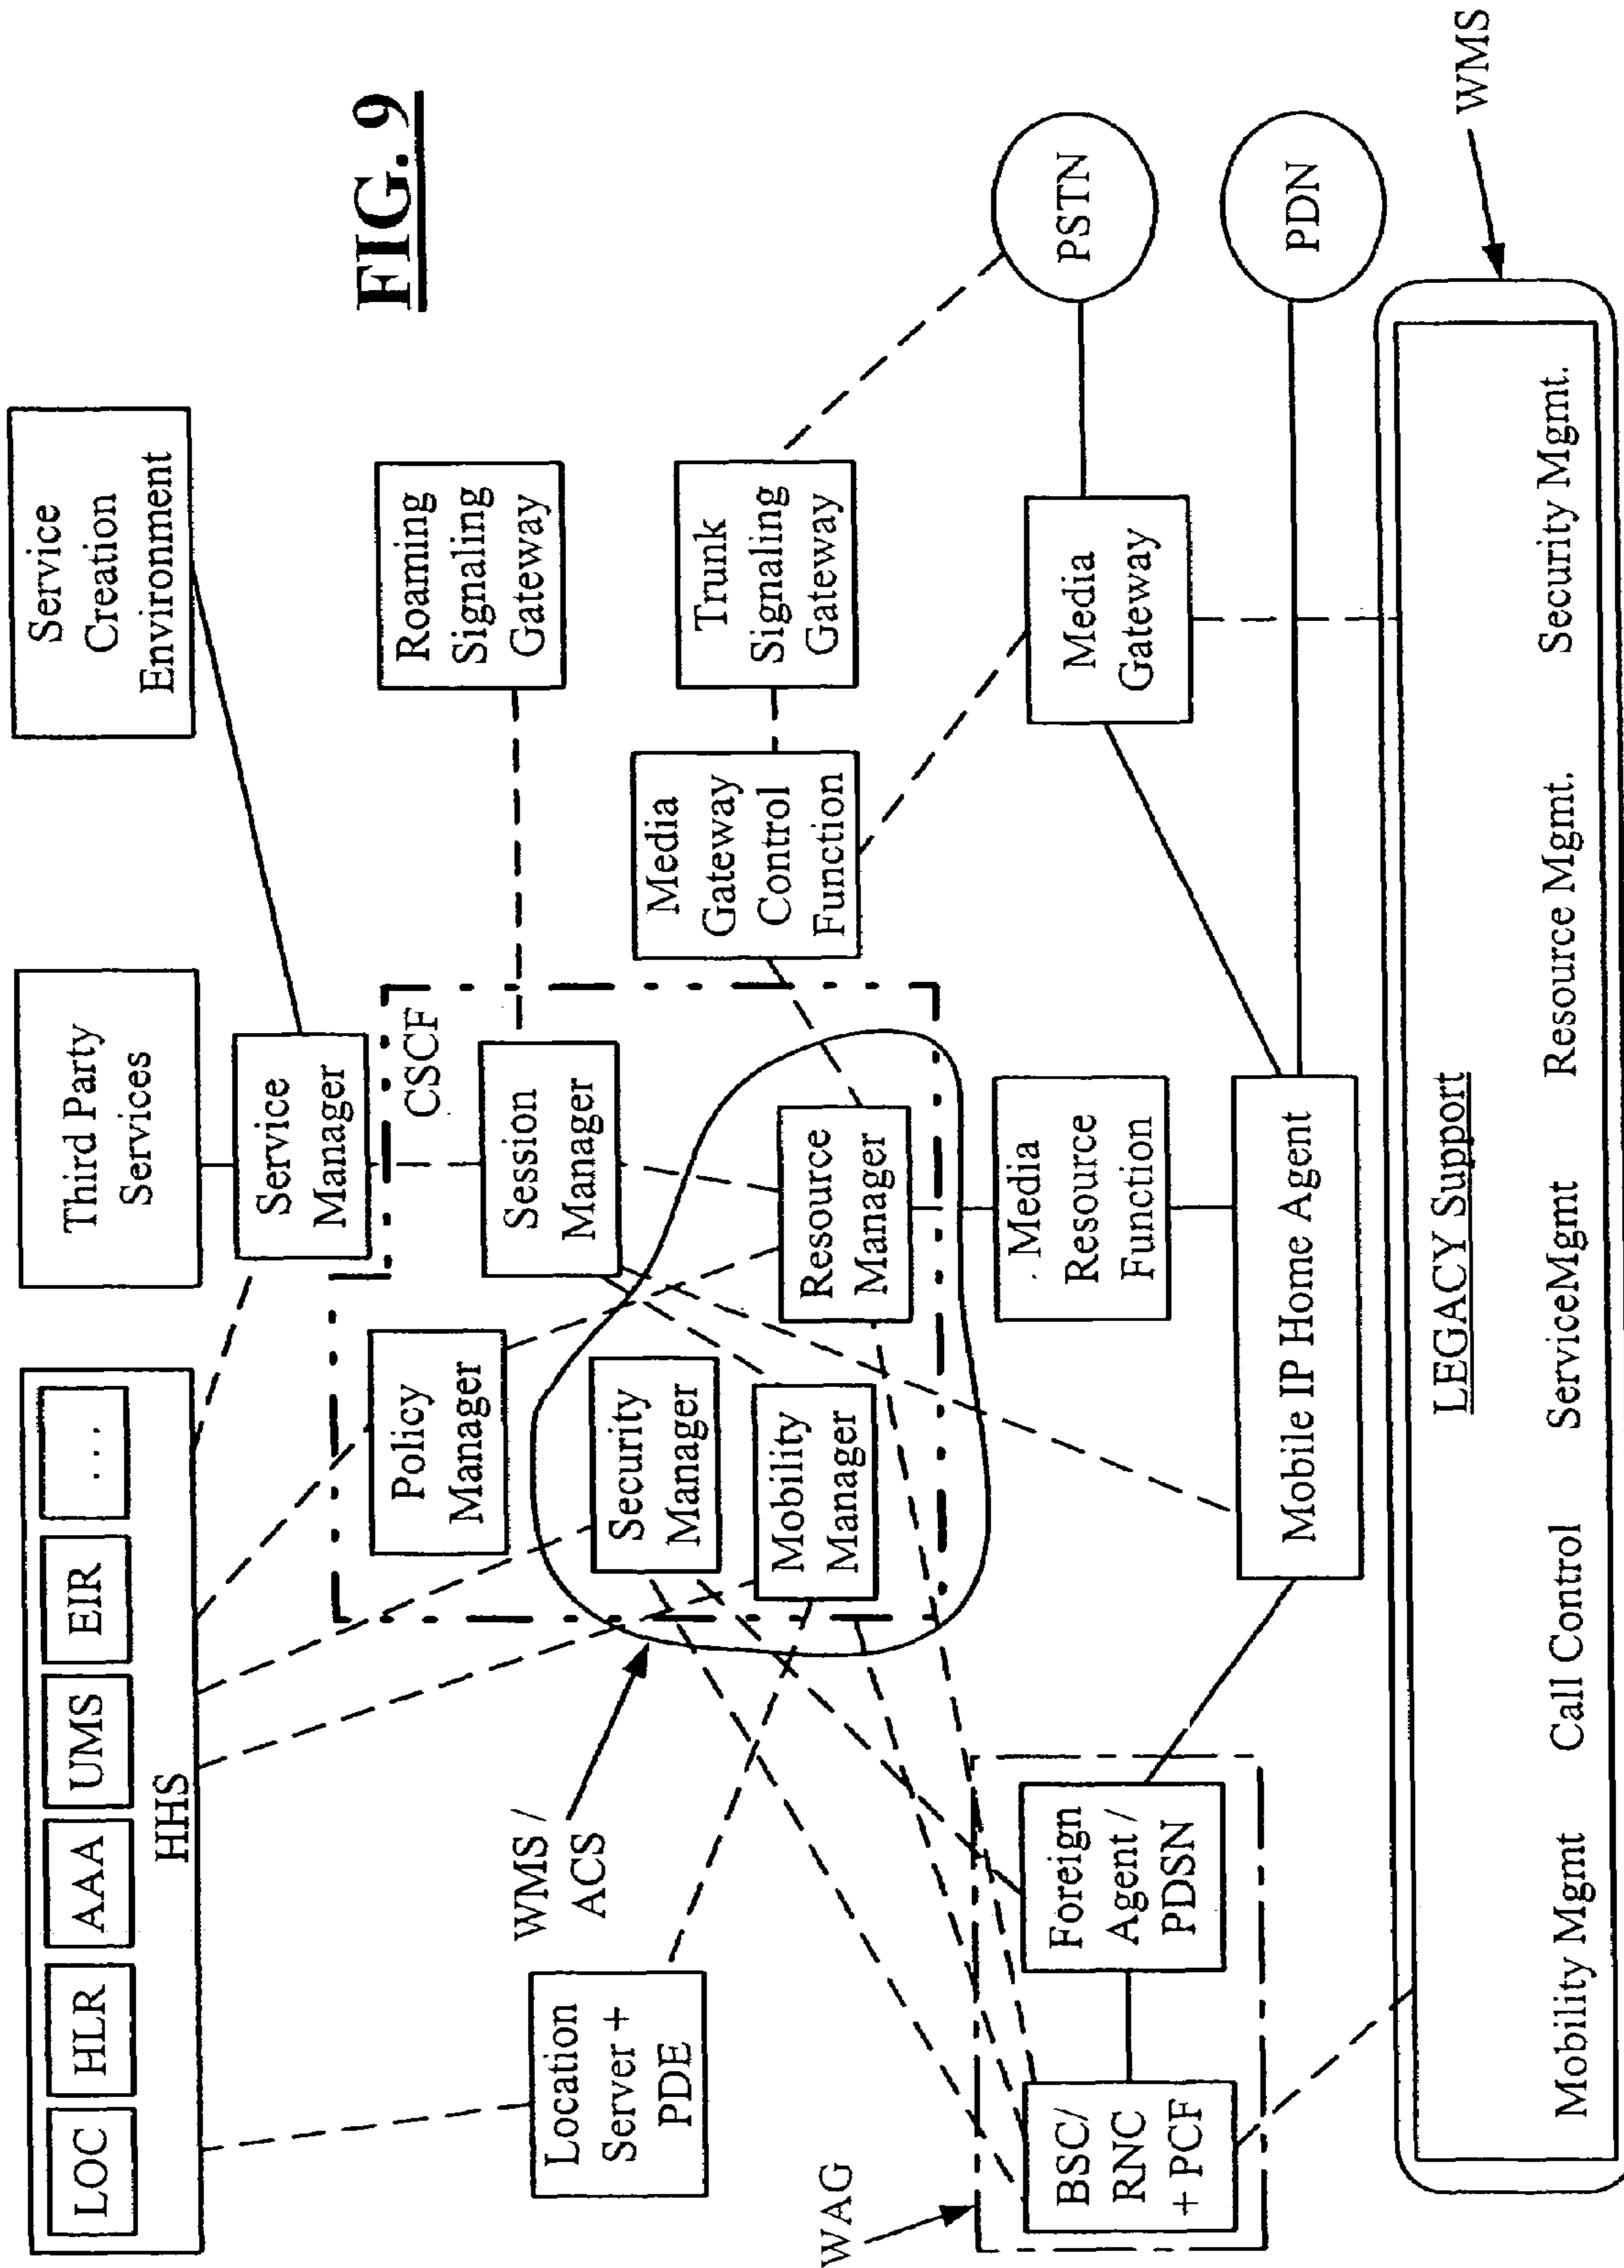 FIG. 9
LOC
HLR
AAA
UMS
EIR
...
HHS
Third Party
Services
Service
Creation
Environment
Service
Manager
CSCF
Policy
Manager
Session
Manager
Roaming
Signaling
Gateway
Location
Server +
PDE
WMS /
ACS
Security
Manager
Mobility
Manager
Resource
Manager
Media
Gateway
Control
Function
Trunk
Signaling
Gateway
WAG
BSC/
RNC
+ PCF
Foreign
Agent /
PDSN
Media
Resource
Function
Mobile IP Home Agent
Media
Gateway
PSTN
PDN
WMS
LEGACY Support
Mobility Mgmt
Call Control
ServiceMgmt
Resource Mgmt.
Security Mgmt.